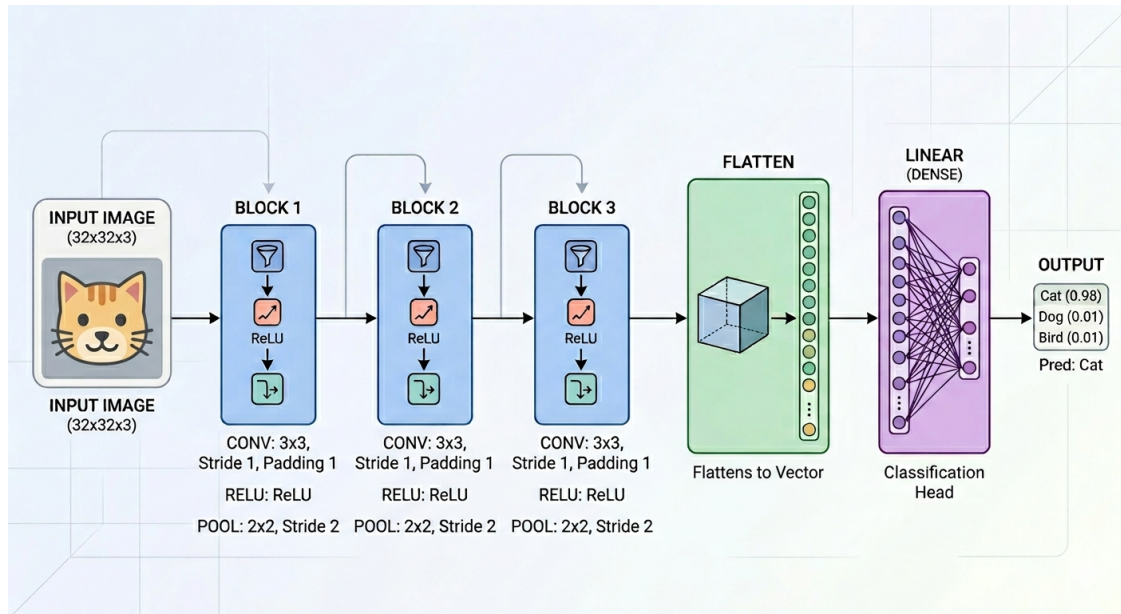 INPUT IMAGE
(32x32x3)
INPUT IMAGE
(32x32x3)
BLOCK 1
ReLU
CONV: 3x3,
Stride 1, Padding 1
RELU: ReLU
POOL: 2x2, Stride 2
BLOCK 2
ReLU
CONV: 3x3,
Stride 1, Padding 1
RELU: ReLU
POOL: 2x2, Stride 2
BLOCK 3
ReLU
CONV: 3x3,
Stride 1, Padding 1
RELU: ReLU
POOL: 2x2, Stride 2
FLATTEN
Flattens to Vector
LINEAR
(DENSE)
Classification
Head
OUTPUT
Cat (0.98)
Dog (0.01)
Bird (0.01)
Pred: Cat